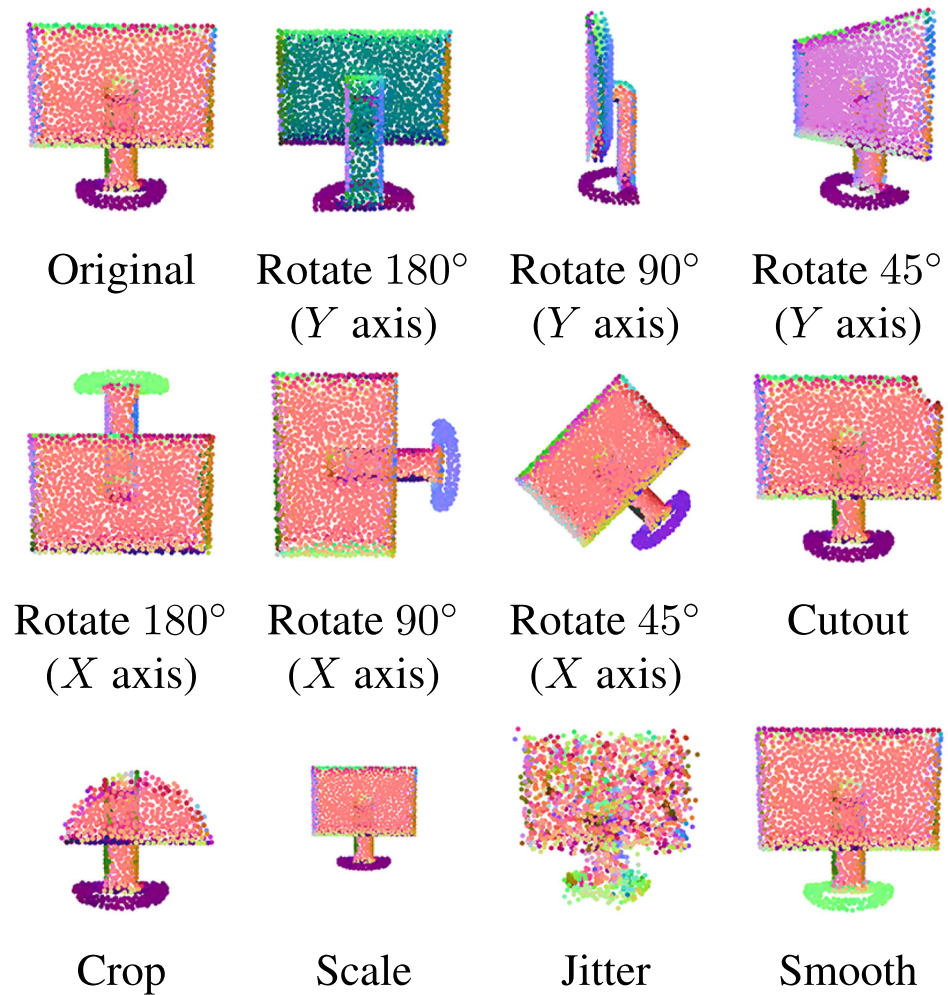 Original
Rotate 180°
(Y axis)
Rotate 90°
(Y axis)
Rotate 45°
(Y axis)
Rotate 180°
(X axis)
Rotate 90°
(X axis)
Rotate 45°
(X axis)
Cutout
Crop
Scale
Jitter
Smooth